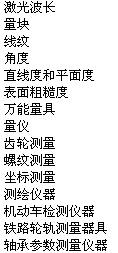 激光波长
量块
线纹
角度
直线度和平面度
表面粗糙度
万能量具
量仪
齿轮测量
螺纹测量
坐标测量
测绘仪器
机动车检测仪器
铁路轮轨测量器具
轴承参数测量仪器